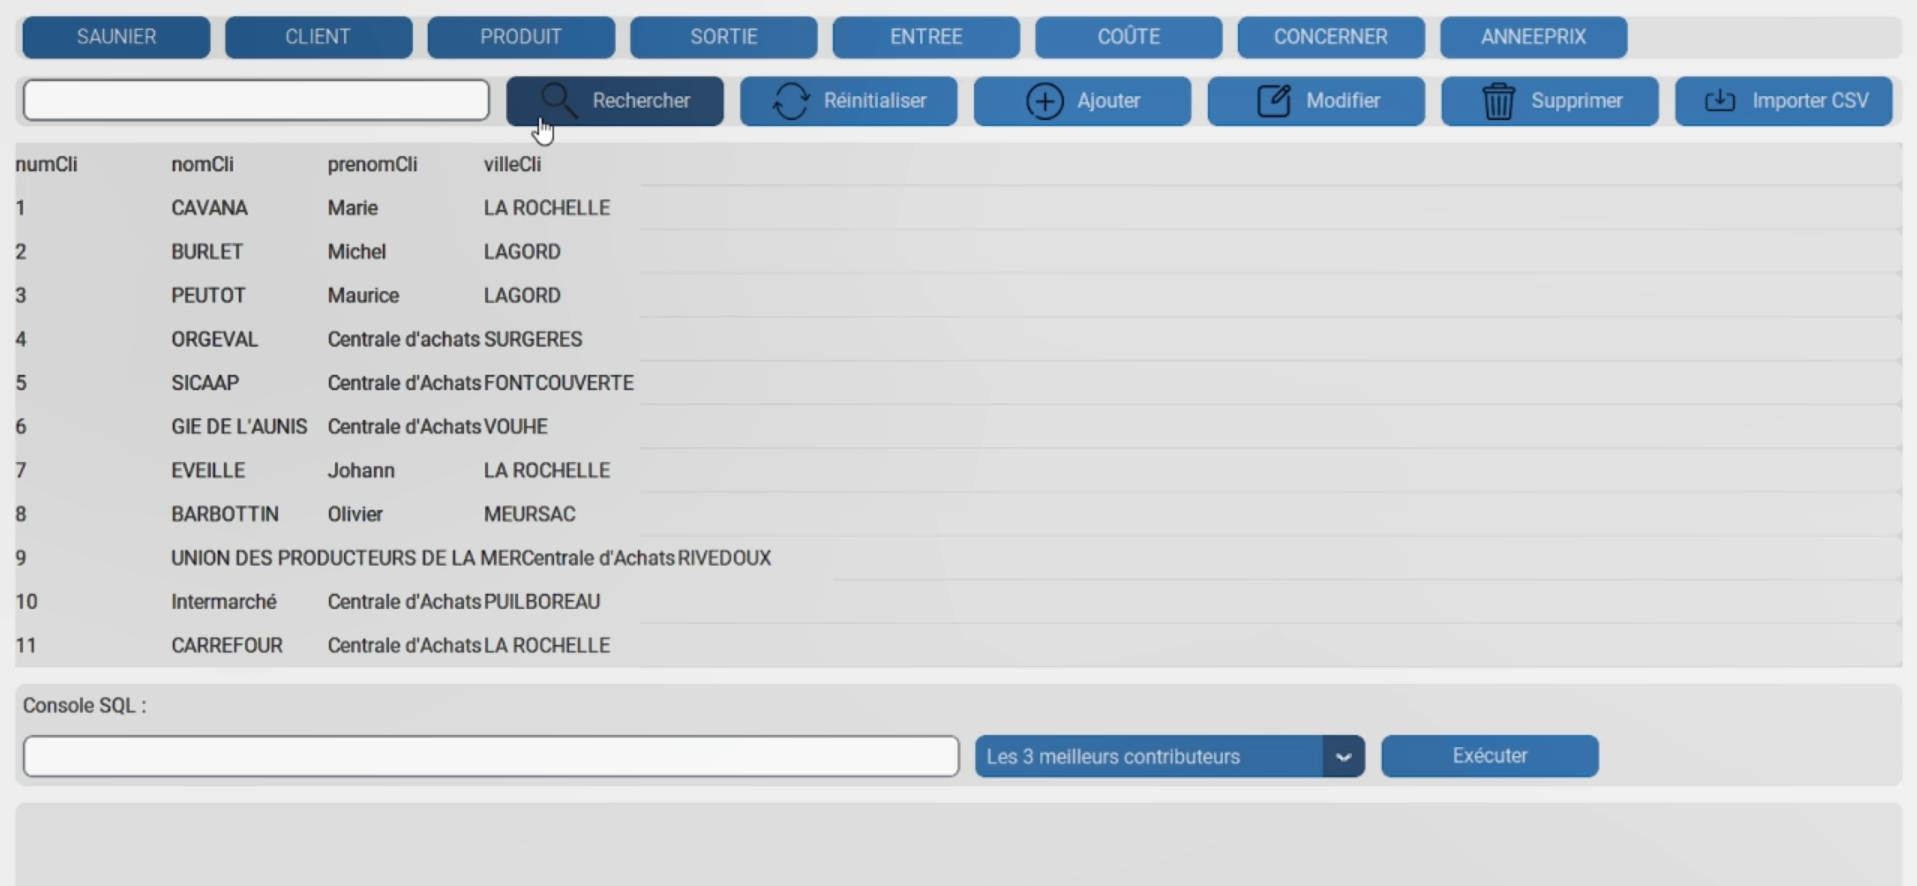 SAUNIER CLIENT PRODUIT SORTIE ENTREE COÛTE CONCERNER ANNEEPRIX
Rechercher Réinitialiser Ajouter Modifier Supprimer Importer CSV
numCli nomCli prenomCli villeCli
1 CAVANA Marie LA ROCHELLE
2 BURLET Michel LAGORD
3 PEUTOT Maurice LAGORD
4 ORGEVAL Centrale d'achats SURGERES
5 SICAAP Centrale d'Achats FONTCOUVERTE
6 GIE DE L'AUNIS Centrale d'Achats VOUHE
7 EVEILLE Johann LA ROCHELLE
8 BARBOTTIN Olivier MEURSAC
9 UNION DES PRODUCTEURS DE LA MER Centrale d'Achats RIVEDOUX
10 Intermarché Centrale d'Achats PUILBOREAU
11 CARREFOUR Centrale d'Achats LA ROCHELLE
Console SQL :
Les 3 meilleurs contributeurs Exécuter